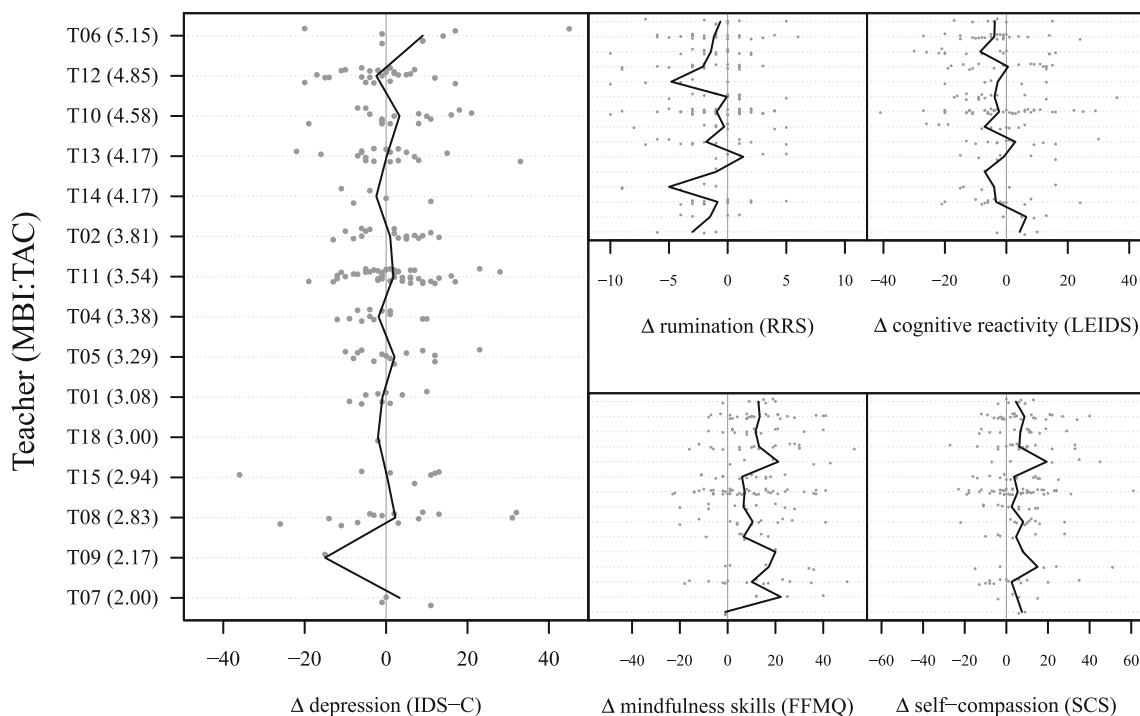 Teacher (MBI:TAC)
T06 (5.15)
T12 (4.85)
T10 (4.58)
T13 (4.17)
T14 (4.17)
T02 (3.81)
T11 (3.54)
T04 (3.38)
T05 (3.29)
T01 (3.08)
T18 (3.00)
T15 (2.94)
T08 (2.83)
T09 (2.17)
T07 (2.00)
−40 −20 0 20 40
Δ depression (IDS−C)
−10 −5 0 5 10
Δ rumination (RRS)
−40 −20 0 20 40
Δ cognitive reactivity (LEIDS)
−40 −20 0 20 40
Δ mindfulness skills (FFMQ)
−60 −40 −20 0 20 40 60
Δ self−compassion (SCS)